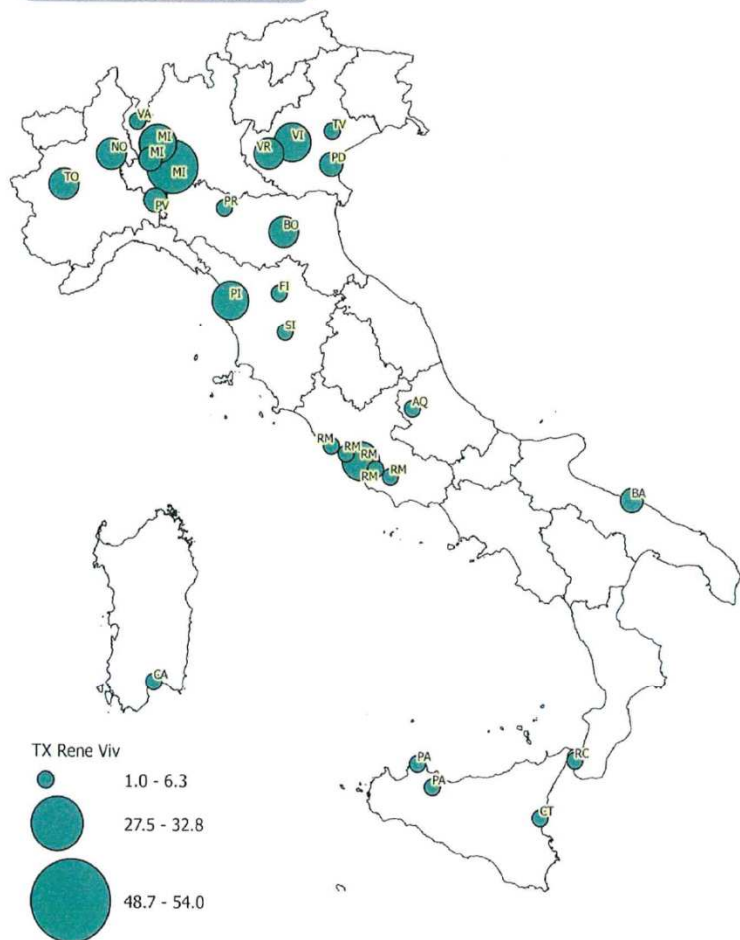 VA
TV
MI
VI
NO
VR
MI
PD
MI
TO
PV
PR
BO
PI
FI
SI
AQ
RM
RM
RM
RM
RM
BA
CA
PA
RC
PA
CT
TX Rene Viv
1.0 - 6.3
27.5 - 32.8
48.7 - 54.0